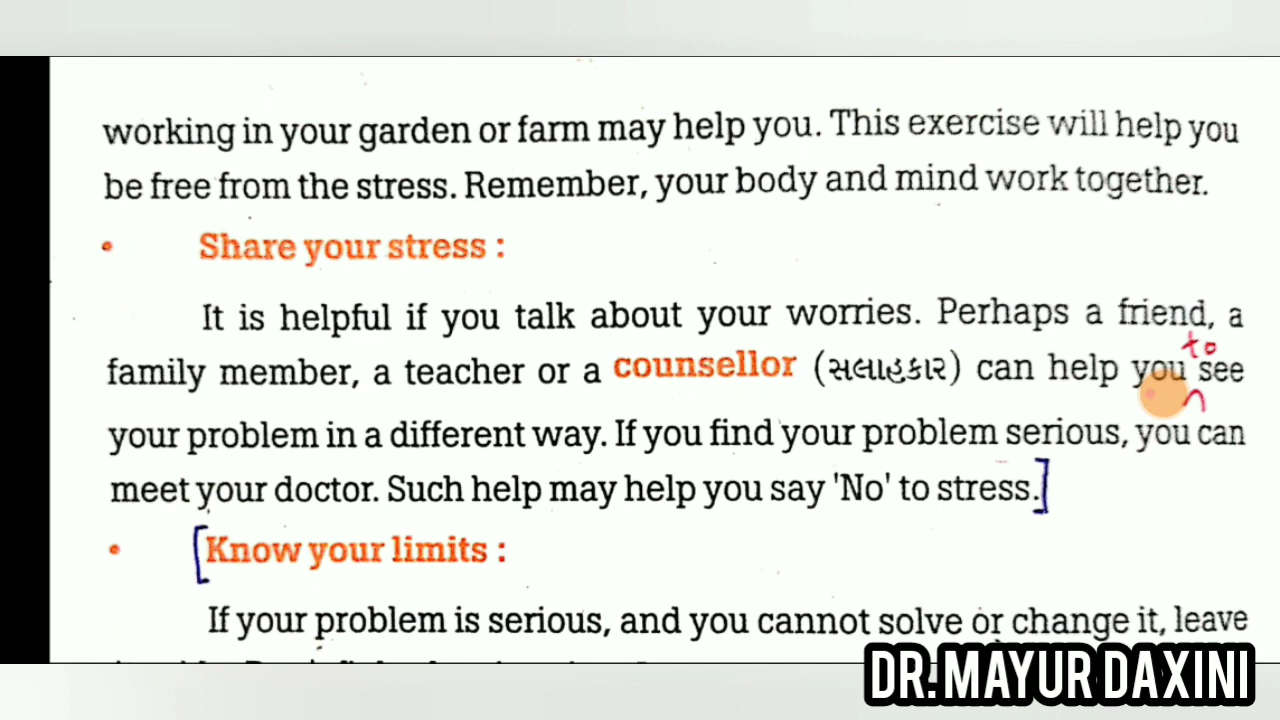 working in your garden or farm may help you. This exercise will help you
be free from the stress. Remember, your body and mind work together.
• Share your stress :
It is helpful if you talk about your worries. Perhaps a friend, a
to
family member, a teacher or a counsellor (સલાહકાર) can help you see
your problem in a different way. If you find your problem serious, you can
meet your doctor. Such help may help you say 'No' to stress.]
• [Know your limits :
If your problem is serious, and you cannot solve or change it, leave
DR. MAYUR DAXINI